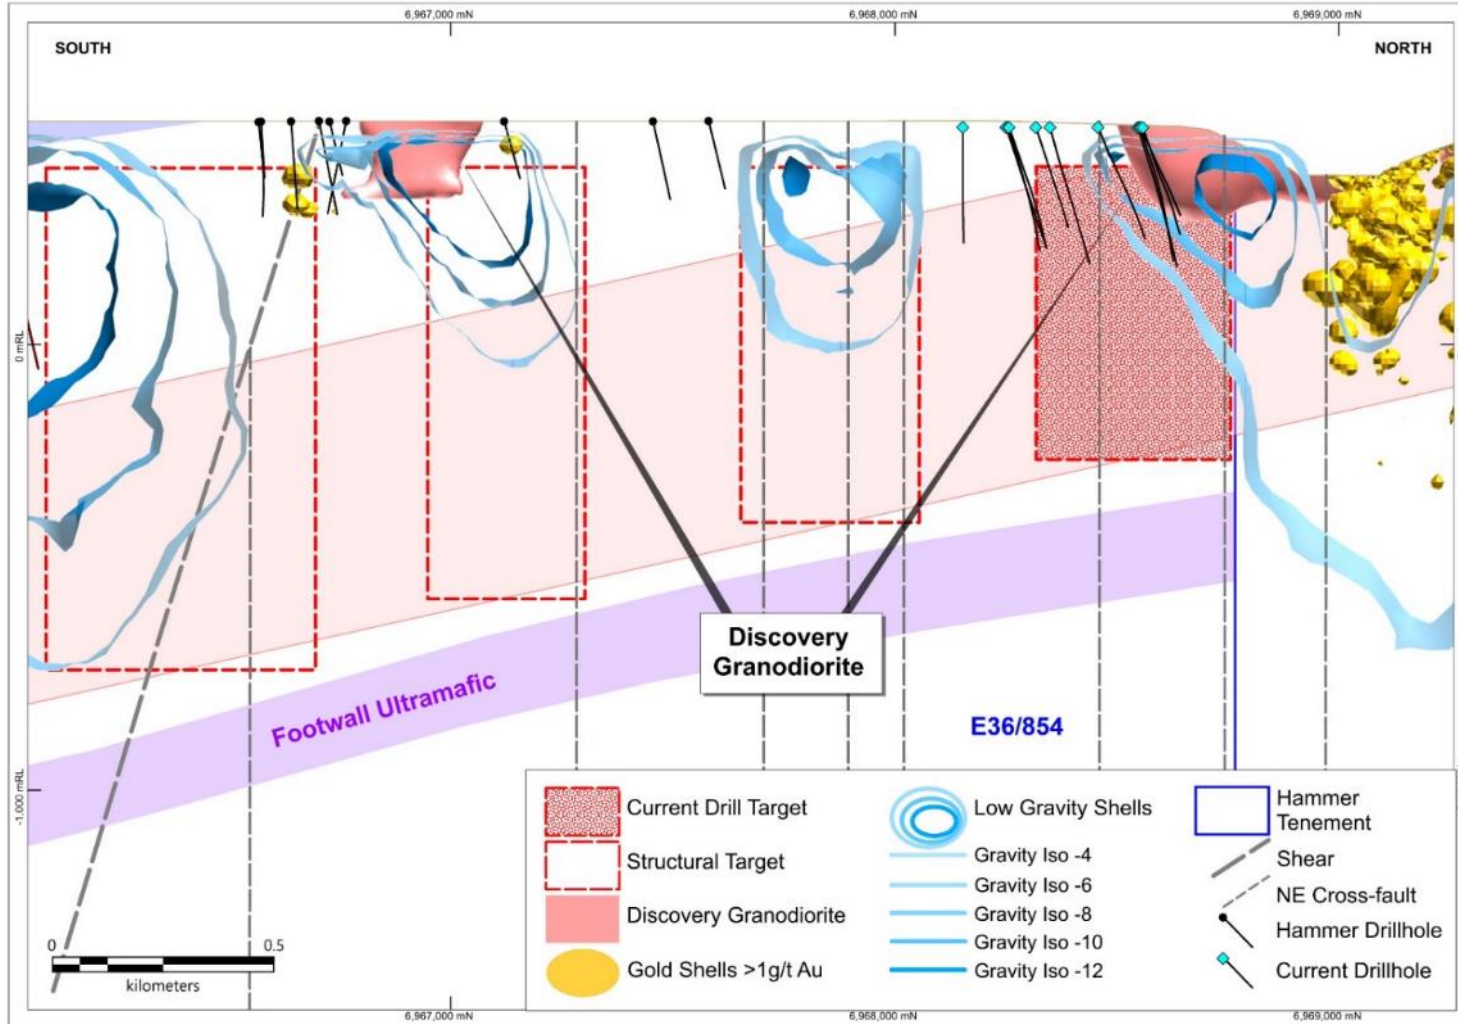 6,967,000 mN
6,968,000 mN
6,969,000 mN
SOUTH
NORTH
0 mRL
-1,000 mRL
Discovery
Granodiorite
Footwall Ultramafic
E36/854
0
0.5
kilometers
Current Drill Target
Structural Target
Discovery Granodiorite
Gold Shells >1g/t Au
Low Gravity Shells
Gravity Iso -4
Gravity Iso -6
Gravity Iso -8
Gravity Iso -10
Gravity Iso -12
Hammer
Tenement
Shear
NE Cross-fault
Hammer Drillhole
Current Drillhole
6,967,000 mN
6,968,000 mN
6,969,000 mN